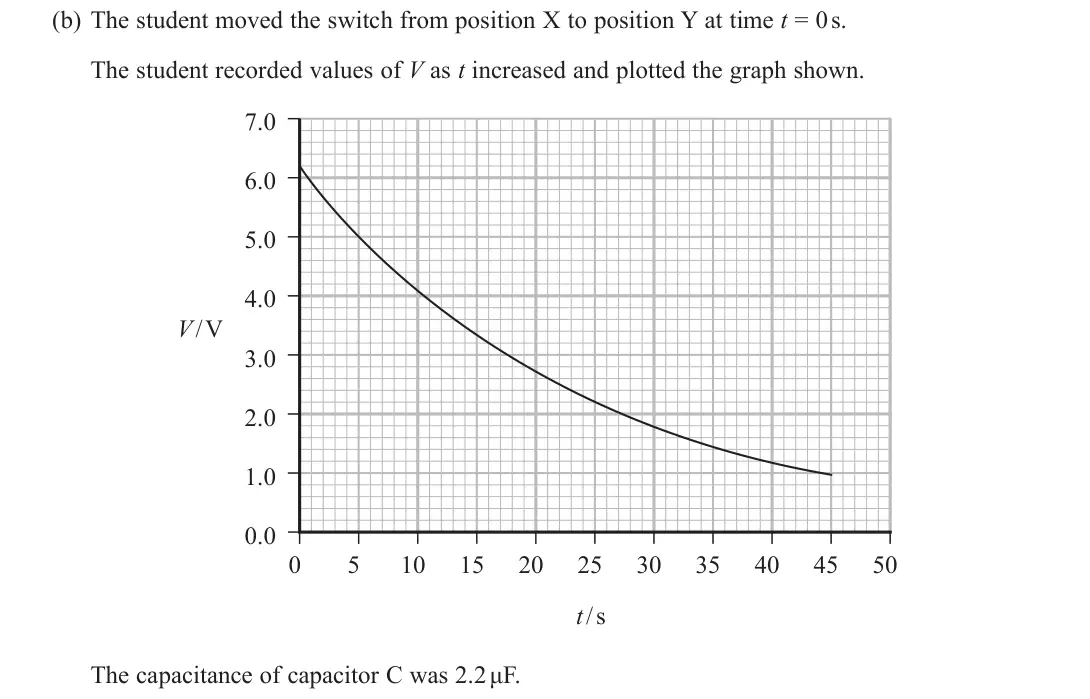 (b) The student moved the switch from position X to position Y at time t = 0 s.
The student recorded values of V as t increased and plotted the graph shown.
7.0
6.0
5.0
4.0
V/V
3.0
2.0
1.0
0.0
0 5 10 15 20 25 30 35 40 45 50
t/s
The capacitance of capacitor C was 2.2 μF.